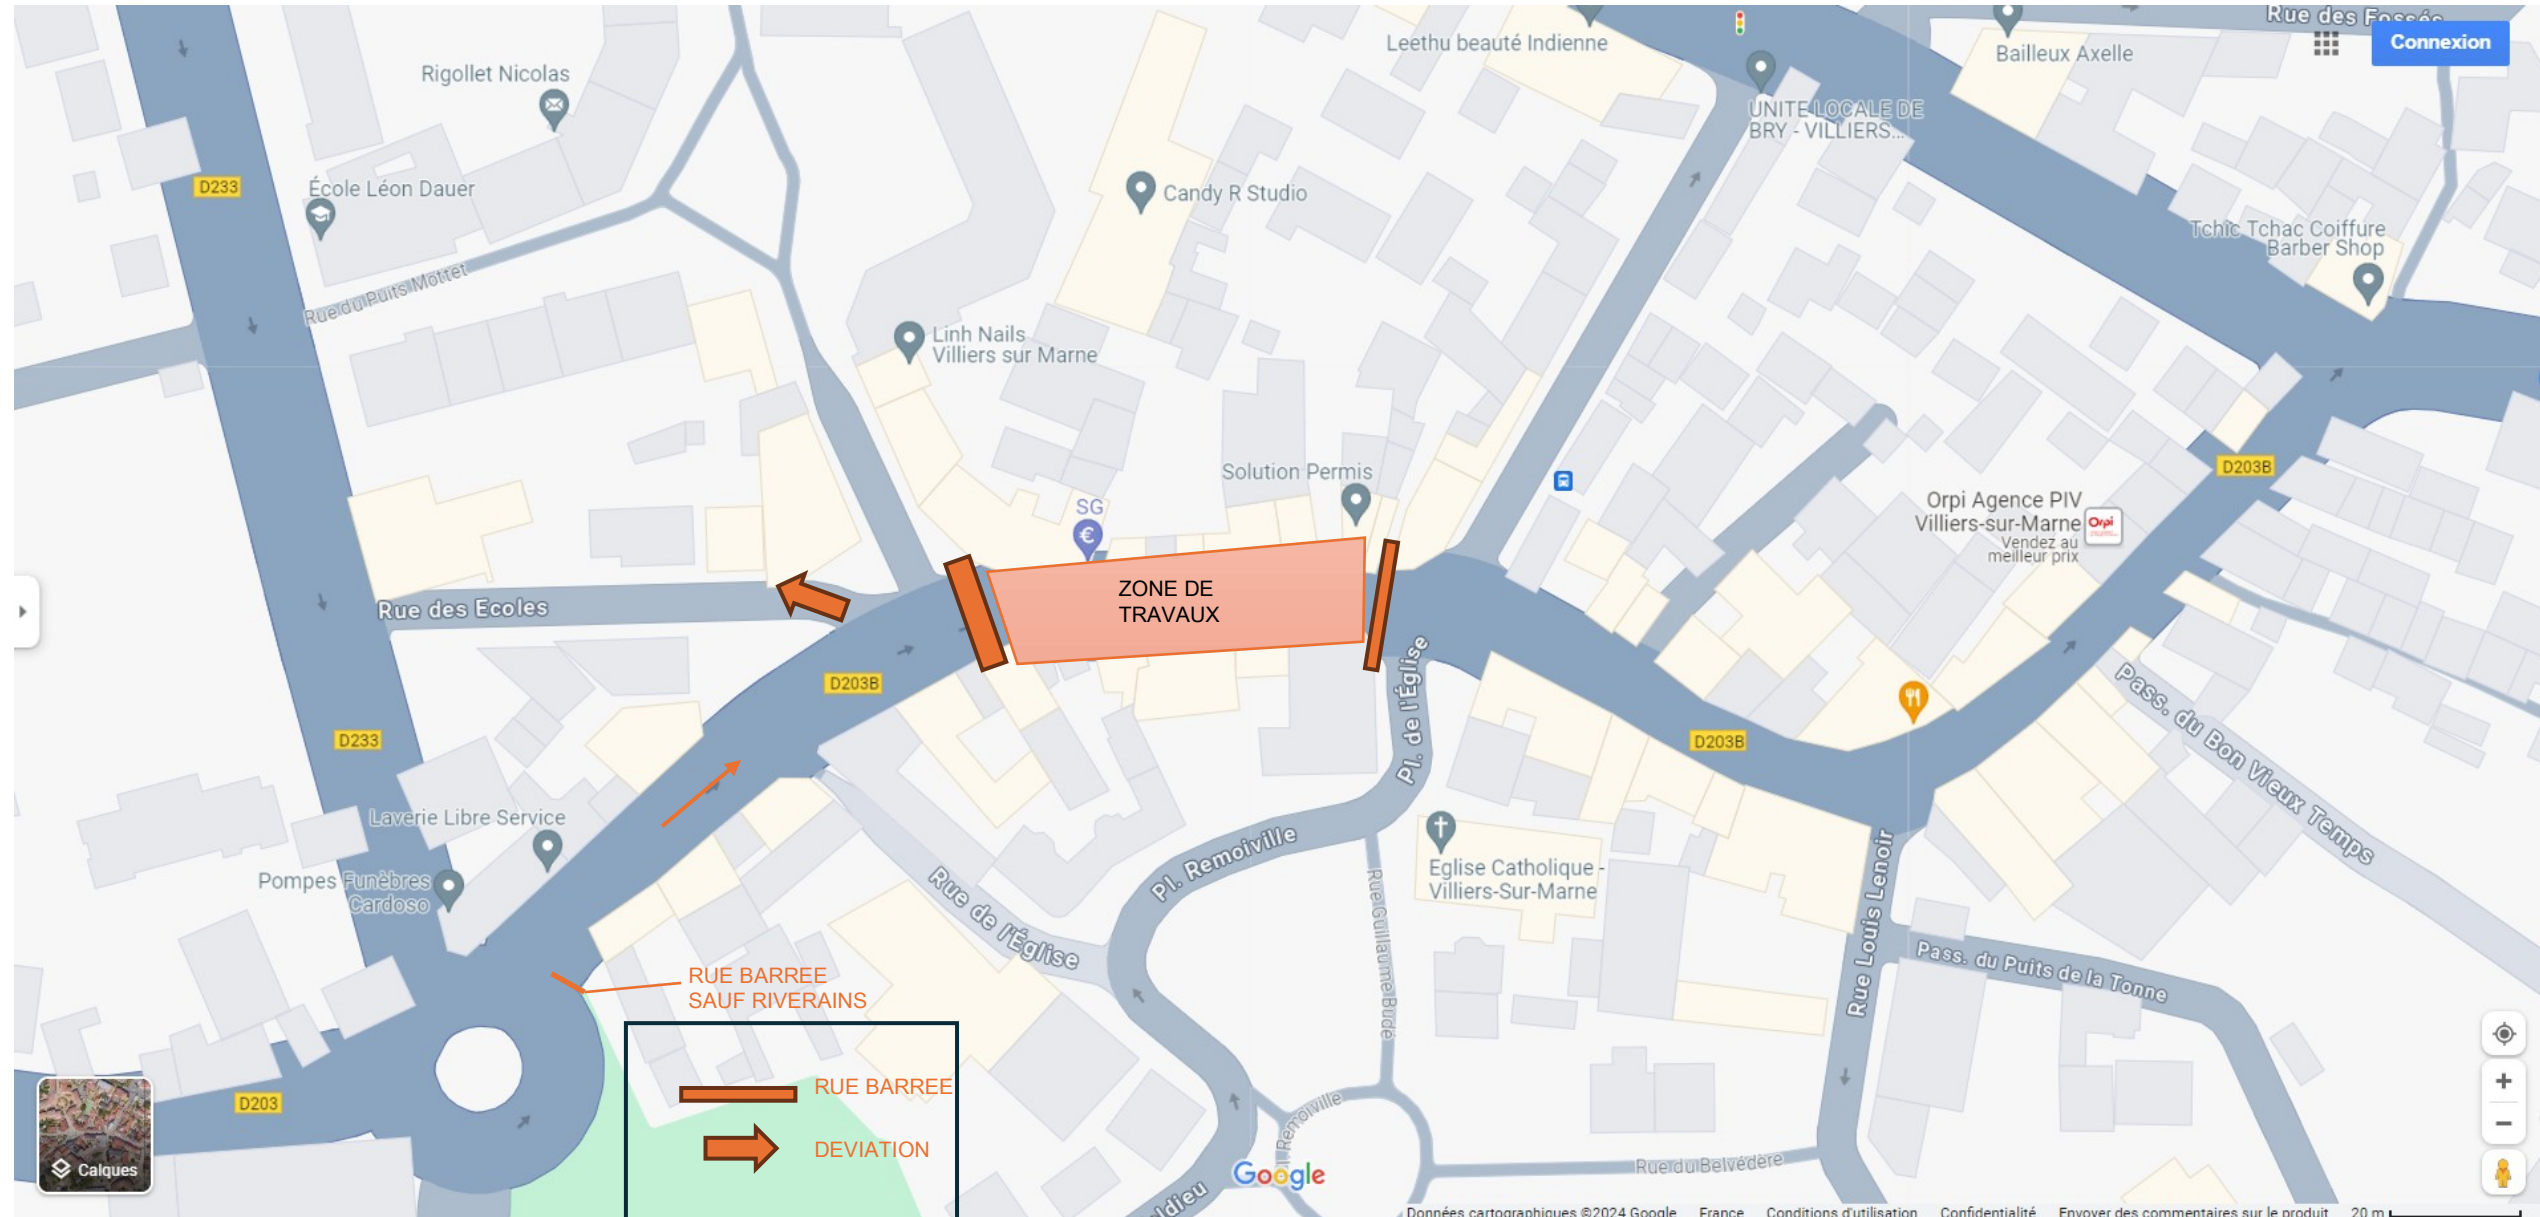 Rue des Fossés
Connexion
Leethu beauté Indienne
Bailleux Axelle
Rigollet Nicolas
UNITE LOCALE DE
BRY - VILLIERS...
D233
École Léon Dauer
Candy R Studio
Tchic Tchac Coiffure
Barber Shop
Rue du Puits Mottet
Linh Nails
Villiers sur Marne
Solution Permis
D203B
SG
Orpi Agence PIV
Villiers-sur-Marne
Orpi
Vendez au
meilleur prix
ZONE DE
TRAVAUX
Rue des Ecoles
Pl. de l'Église
D203B
Pass. du Bon Vieux Temps
D233
D203B
Laverie Libre Service
Pl. Remoiville
Pompes Funèbres
Cardoso
Rue de l'Église
Eglise Catholique -
Villiers-Sur-Marne
Rue Guillaume Budé
Rue Louis Lenoir
Pass. du Puits de la Tonne
RUE BARREE
SAUF RIVERAINS
RUE BARREE
D203
DEVIATION
Calques
Remoiville
Rue du Belvédère
Google
Données cartographiques ©2024 Google France Conditions d'utilisation Confidentialité Envoyer des commentaires sur le produit 20 m